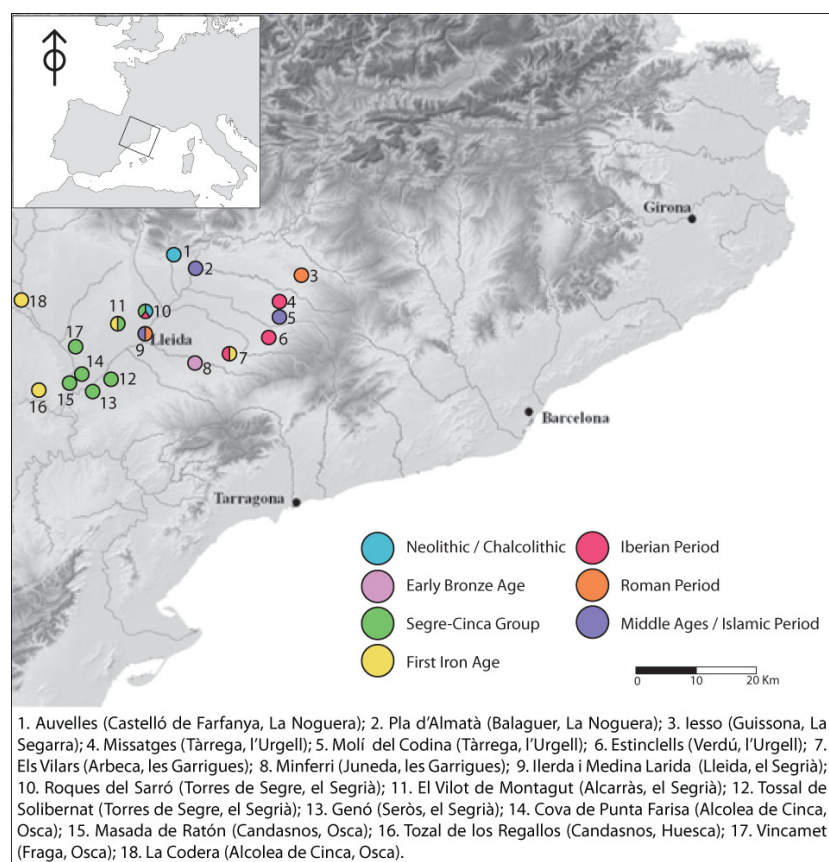 Girona
1
2
3
18
4
11
10
5
Lleida
17
9
6
7
14
8
12
16
15
13
Barcelona
Tarragona
Neolithic / Chalcolithic
Iberian Period
Early Bronze Age
Roman Period
Segre-Cinca Group
Middle Ages / Islamic Period
First Iron Age
0 10 20 Km
1. Auvelles (Castelló de Farfanya, La Noguera); 2. Pla d'Almatà (Balaguer, La Noguera); 3. Iesso (Guissona, La
Segarra); 4. Missatges (Tàrrega, l'Urgell); 5. Molí del Codina (Tàrrega, l'Urgell); 6. Estinclells (Verdú, l'Urgell); 7.
Els Vilars (Arbeca, les Garrigues); 8. Minferri (Juneda, les Garrigues); 9. Ilerda i Medina Larida (Lleida, el Segrià);
10. Roques del Sarró (Torres de Segre, el Segrià); 11. El Vilot de Montagut (Alcarràs, el Segrià); 12. Tossal de
Solibernat (Torres de Segre, el Segrià); 13. Genó (Seròs, el Segrià); 14. Cova de Punta Farisa (Alcolea de Cinca,
Osca); 15. Masada de Ratón (Candasnos, Osca); 16. Tozal de los Regallos (Candasnos, Huesca); 17. Vincamet
(Fraga, Osca); 18. La Codera (Alcolea de Cinca, Osca).